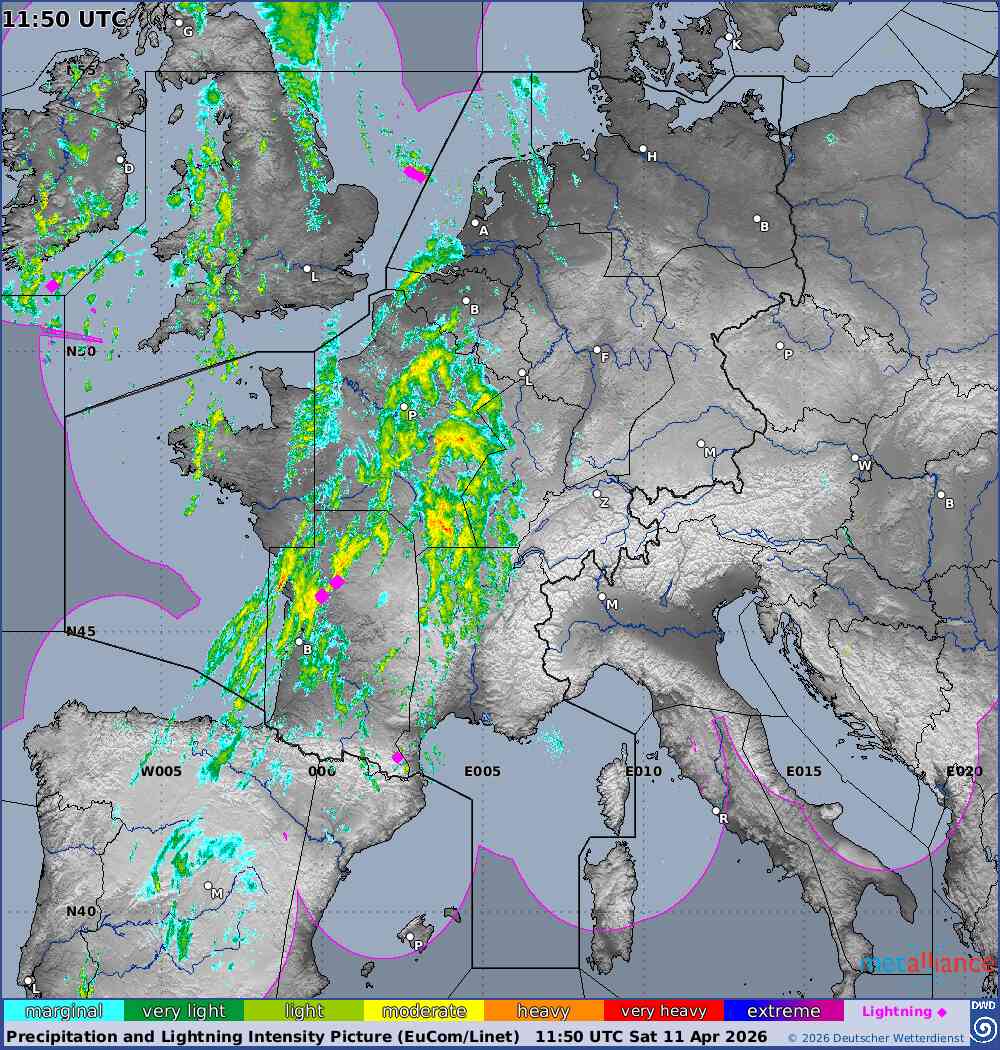 11:50 UTC
G
K
N55
D
H
A
B
L
B
N50
P
F
L
P
M
W
B
Z
M
N45
B
W005
000
E005
E010
E015
E020
R
M
N40
P
L
metalliance
marginal very light light moderate heavy very heavy extreme Lightning ◆
DWD
Precipitation and Lightning Intensity Picture (EuCom/Linet) 11:50 UTC Sat 11 Apr 2026 © 2026 Deutscher Wetterdienst